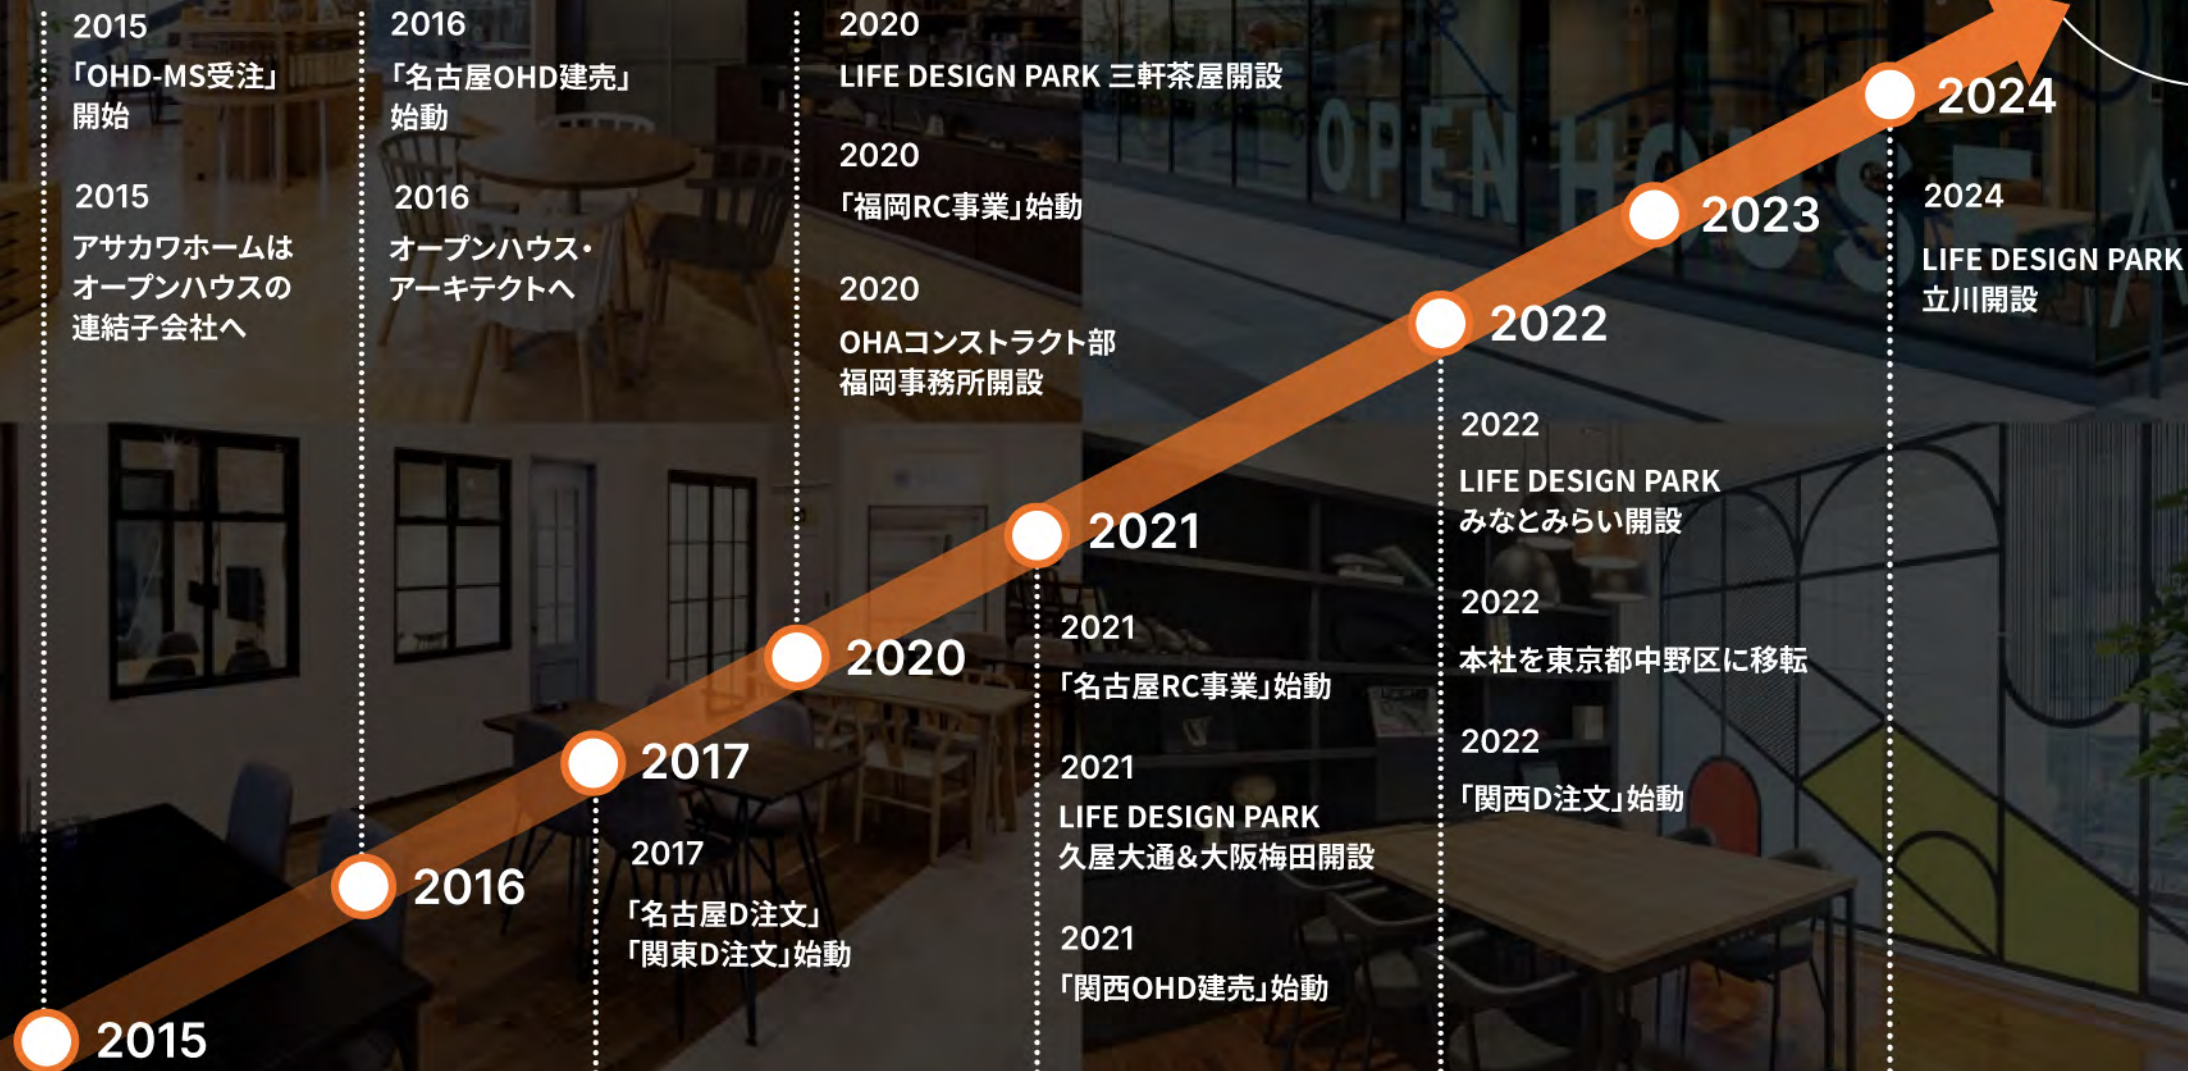 2015
「OHD-MS受注」
開始
2015
アサカワホームは
オープンハウスの
連結子会社へ
2015
2016
「名古屋OHD建売」
始動
2016
オープンハウス・
アーキテクトへ
2016
2017
2017
「名古屋D注文」
「関東D注文」始動
2020
LIFE DESIGN PARK 三軒茶屋開設
2020
「福岡RC事業」始動
2020
OHAコンストラクト部
福岡事務所開設
2020
2021
2021
「名古屋RC事業」始動
2021
LIFE DESIGN PARK
久屋大通&大阪梅田開設
2021
「関西OHD建売」始動
2022
2022
LIFE DESIGN PARK
みなとみらい開設
2022
本社を東京都中野区に移転
2022
「関西D注文」始動
2023
2024
2024
LIFE DESIGN PARK
立川開設
OPEN HOUSE A